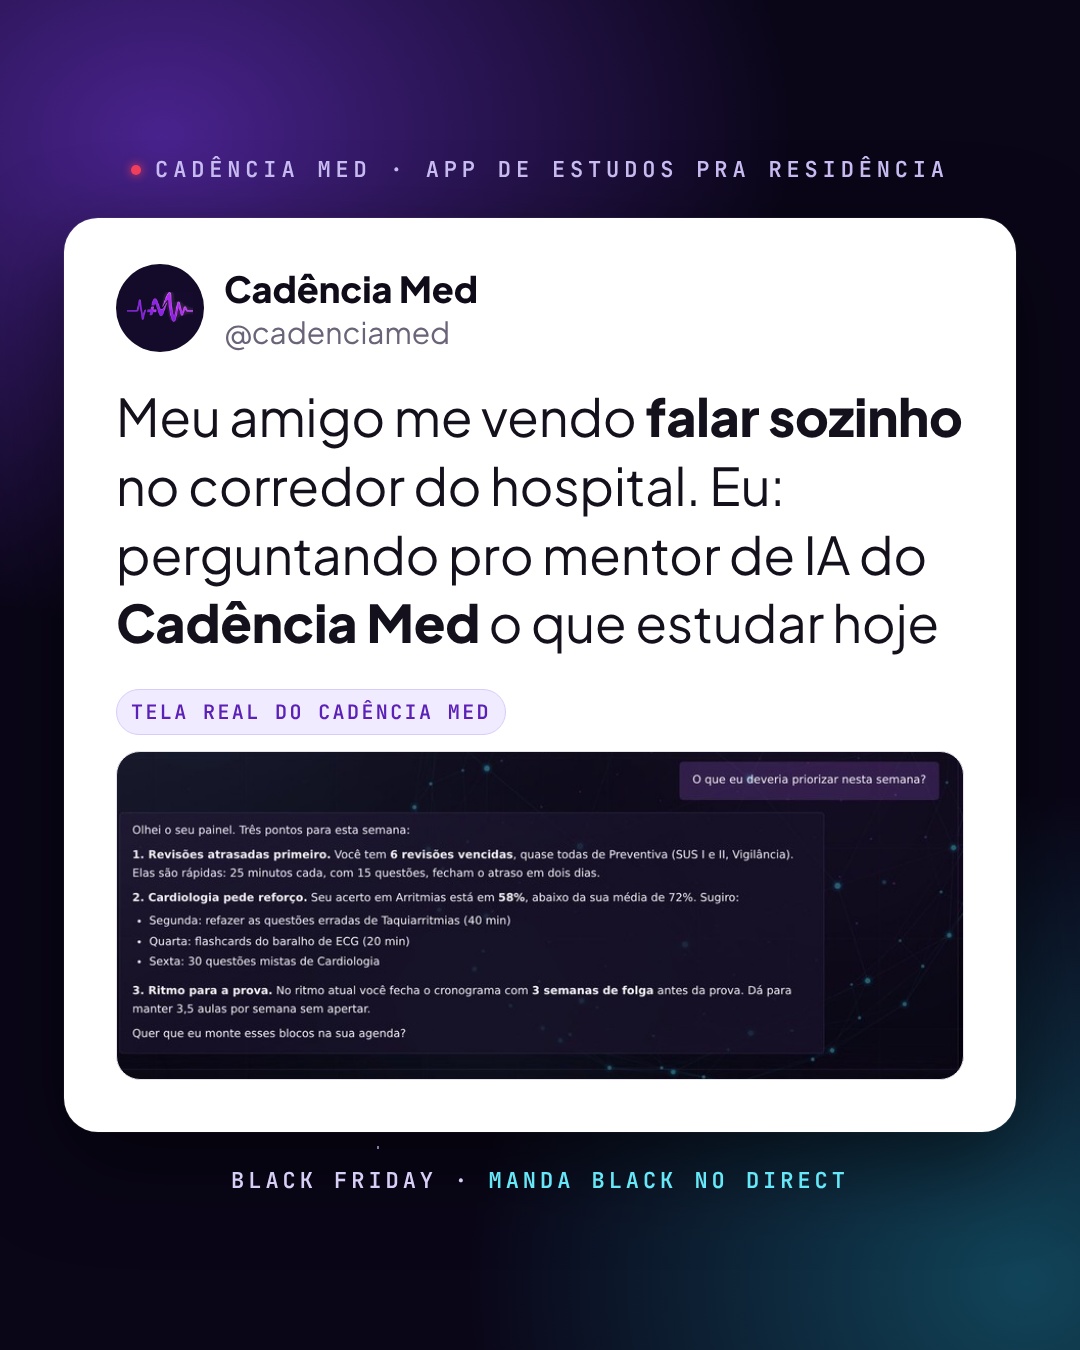 CADÊNCIA MED · APP DE ESTUDOS PRA RESIDÊNCIA
Cadência Med
@cadenciamed
Meu amigo me vendo falar sozinho
no corredor do hospital. Eu:
perguntando pro mentor de IA do
Cadência Med o que estudar hoje
TELA REAL DO CADÊNCIA MED
O que eu deveria priorizar nesta semana?
Olhei o seu painel. Três pontos para esta semana:
1. Revisões atrasadas primeiro. Você tem 6 revisões vencidas, quase todas de Preventiva (SUS I e II, Vigilância).
Elas são rápidas: 25 minutos cada, com 15 questões, fecham o atraso em dois dias.
2. Cardiologia pede reforço. Seu acerto em Arritmias está em 58%, abaixo da sua média de 72%. Sugiro:
• Segunda: refazer as questões erradas de Taquiarritmias (40 min)
• Quarta: flashcards do baralho de ECG (20 min)
• Sexta: 30 questões mistas de Cardiologia
3. Ritmo para a prova. No ritmo atual você fecha o cronograma com 3 semanas de folga antes da prova. Dá para
manter 3,5 aulas por semana sem apertar.
Quer que eu monte esses blocos na sua agenda?
BLACK FRIDAY · MANDA BLACK NO DIRECT